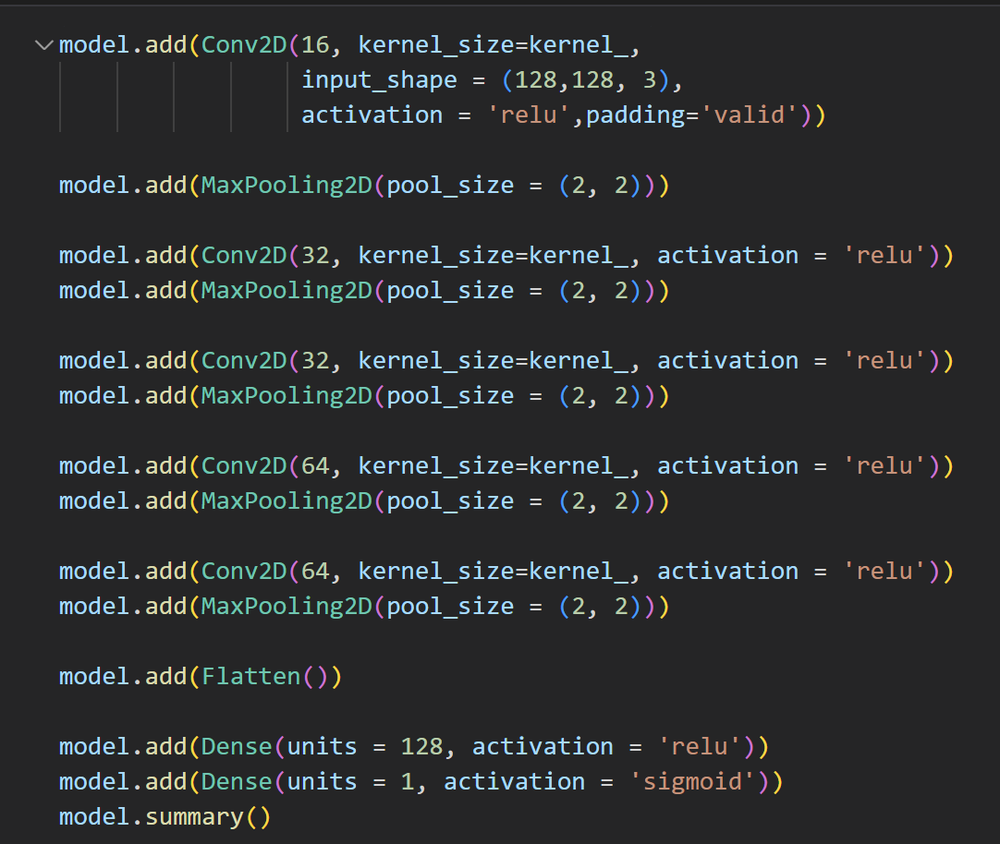 model.add(Conv2D(16, kernel_size=kernel_,
input_shape = (128,128, 3),
activation = 'relu',padding='valid'))
model.add(MaxPooling2D(pool_size = (2, 2)))
model.add(Conv2D(32, kernel_size=kernel_, activation = 'relu'))
model.add(MaxPooling2D(pool_size = (2, 2)))
model.add(Conv2D(32, kernel_size=kernel_, activation = 'relu'))
model.add(MaxPooling2D(pool_size = (2, 2)))
model.add(Conv2D(64, kernel_size=kernel_, activation = 'relu'))
model.add(MaxPooling2D(pool_size = (2, 2)))
model.add(Conv2D(64, kernel_size=kernel_, activation = 'relu'))
model.add(MaxPooling2D(pool_size = (2, 2)))
model.add(Flatten())
model.add(Dense(units = 128, activation = 'relu'))
model.add(Dense(units = 1, activation = 'sigmoid'))
model.summary()